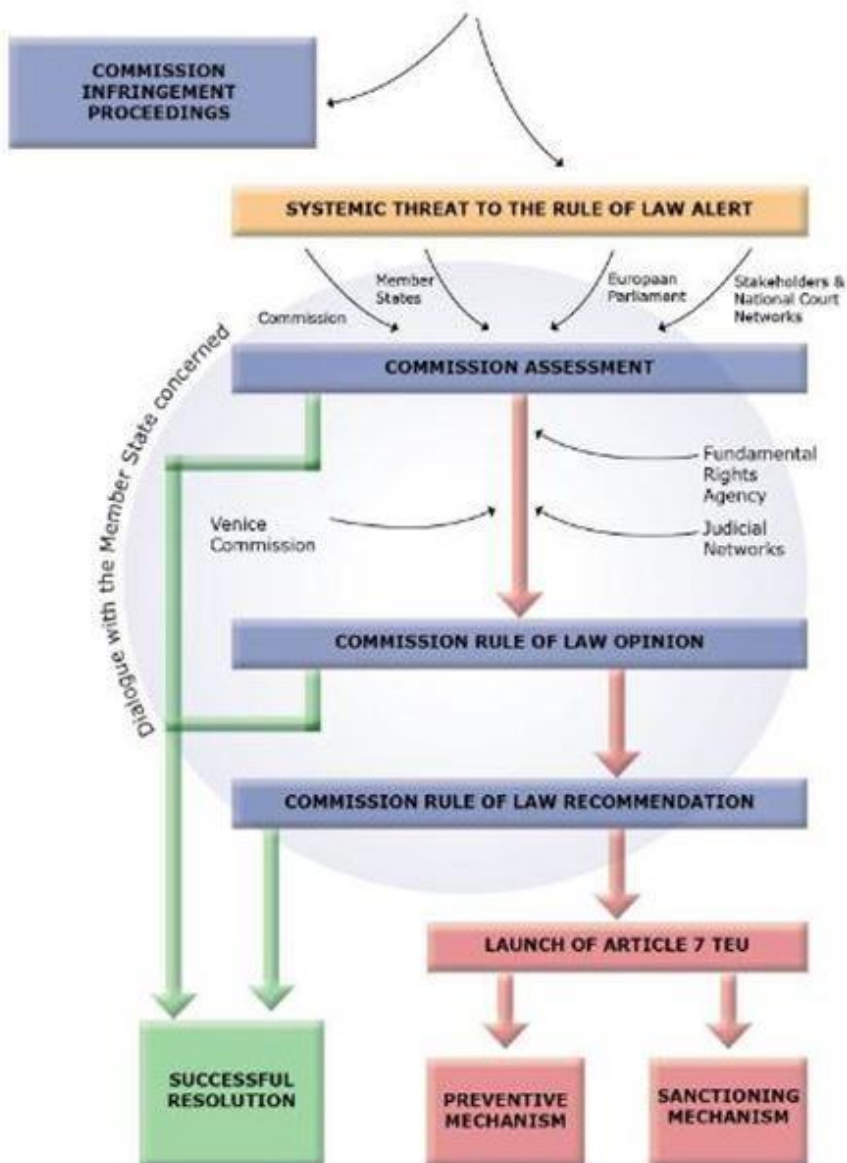 COMMISSION
INFRINGEMENT
PROCEEDINGS
SYSTEMIC THREAT TO THE RULE OF LAW ALERT
Commission
Member
States
Europaan
Parliament
Stakeholders &
National Court
Networks
COMMISSION ASSESSMENT
Dialogue with the Member State concerned
Fundamental
Rights
Agency
Venice
Commission
Judicial
Networks
COMMISSION RULE OF LAW OPINION
COMMISSION RULE OF LAW RECOMMENDATION
LAUNCH OF ARTICLE 7 TEU
SUCCESSFUL
RESOLUTION
PREVENTIVE
MECHANISM
SANCTIONING
MECHANISM